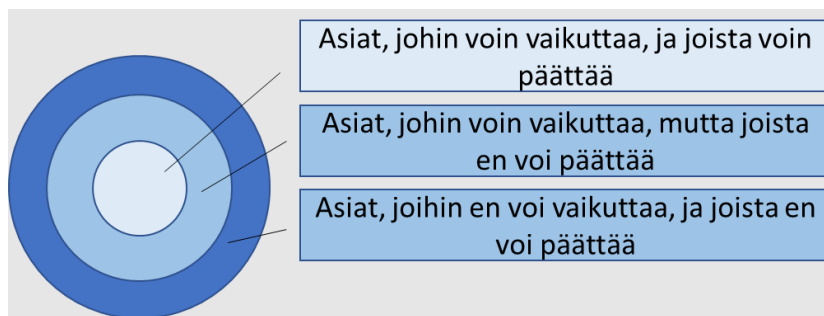 Asiat, johin voin vaikuttaa, ja joista voin
päättää
Asiat, johin voin vaikuttaa, mutta joista
en voi päättää
Asiat, joihin en voi vaikuttaa, ja joista en
voi päättää